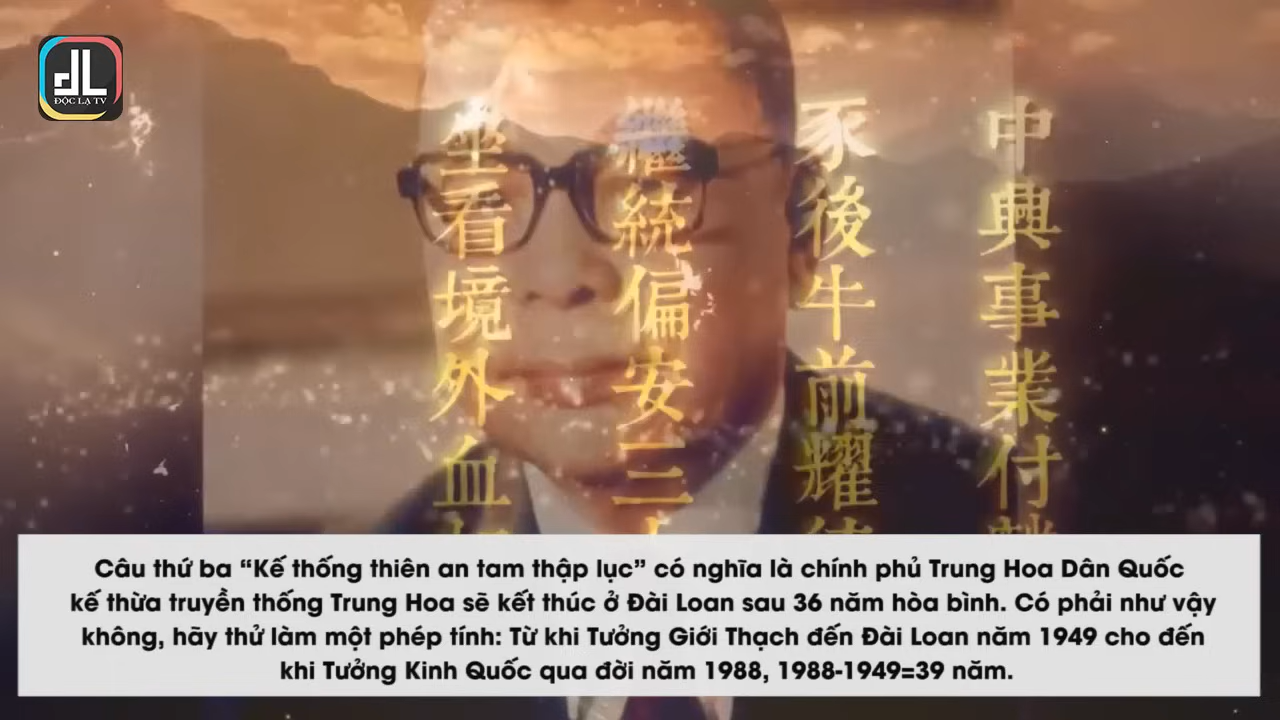 ĐỘC LẠ TV
中興事業付
豕後牛前耀
繼統偏安三
坐看境外血
Câu thứ ba “Kế thống thiên an tam thập lục” có nghĩa là chính phủ Trung Hoa Dân Quốc
kế thừa truyền thống Trung Hoa sẽ kết thúc ở Đài Loan sau 36 năm hòa bình. Có phải như vậy
không, hãy thử làm một phép tính: Từ khi Tưởng Giới Thạch đến Đài Loan năm 1949 cho đến
khi Tưởng Kinh Quốc qua đời năm 1988, 1988-1949=39 năm.